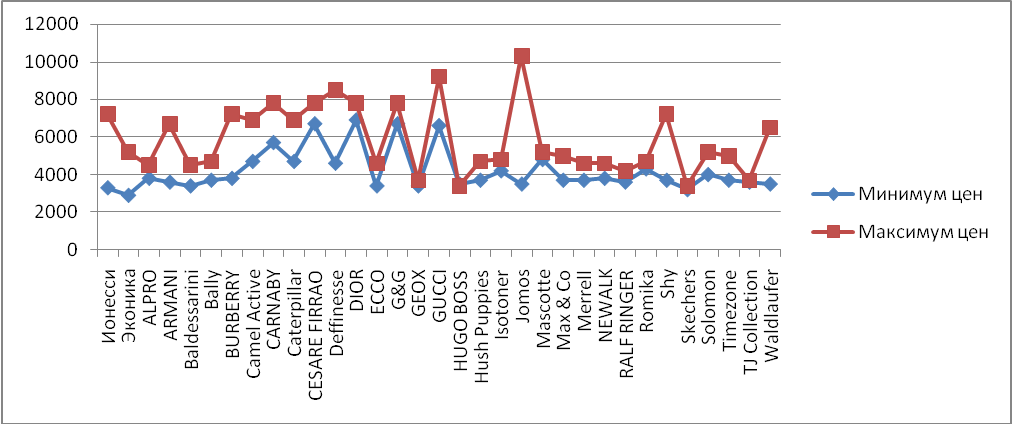 12000
10000
8000
6000
4000
2000
0
Ионесси
Эконика
ALPRO
ARMANI
Baldessarini
Bally
BURBERRY
Camel Active
CARNABY
Caterpillar
CESARE FIRRAO
Deffinesse
DIOR
ECCO
G&G
GEOX
GUCCI
HUGO BOSS
Hush Puppies
Isotoner
Jomos
Mascotte
Max & Co
Merrell
NEWALK
RALF RINGER
Romika
Shy
Skechers
Solomon
Timezone
TJ Collection
Waldlaufer
Минимум цен
Максимум цен